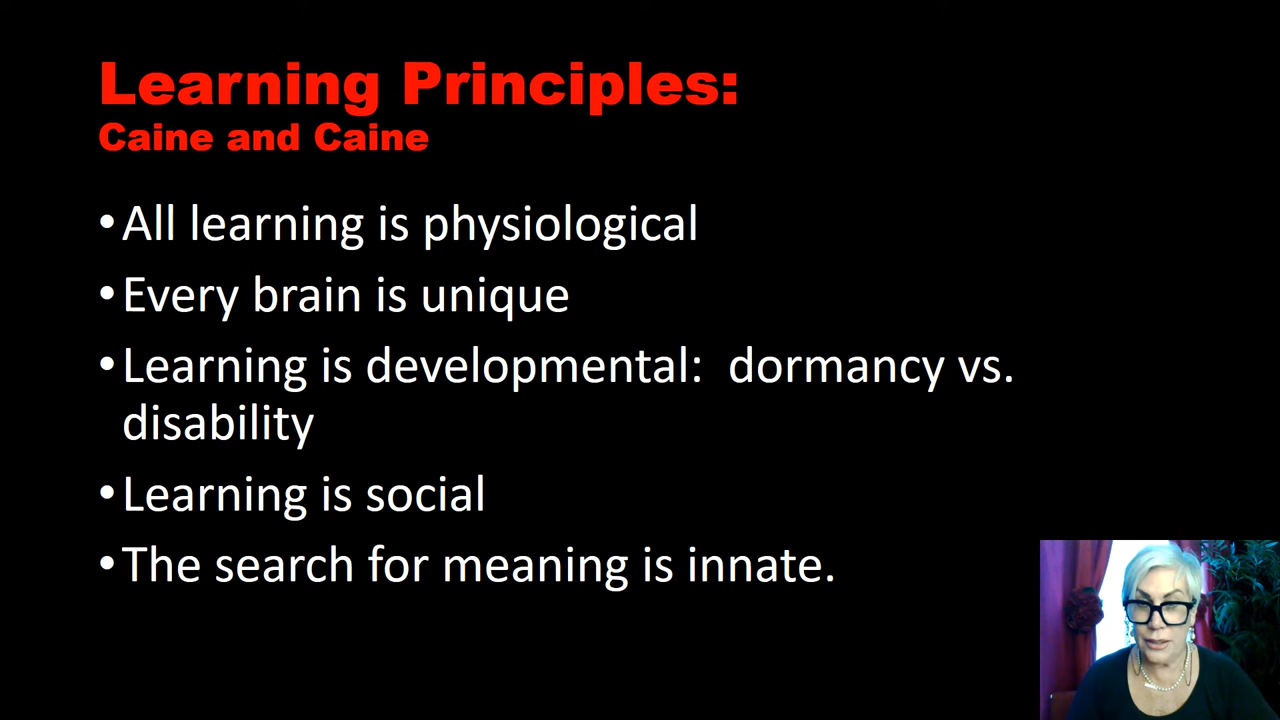 Learning Principles:
Caine and Caine
•All learning is physiological
•Every brain is unique
•Learning is developmental:  dormancy vs.
disability
•Learning is social
•The search for meaning is innate.